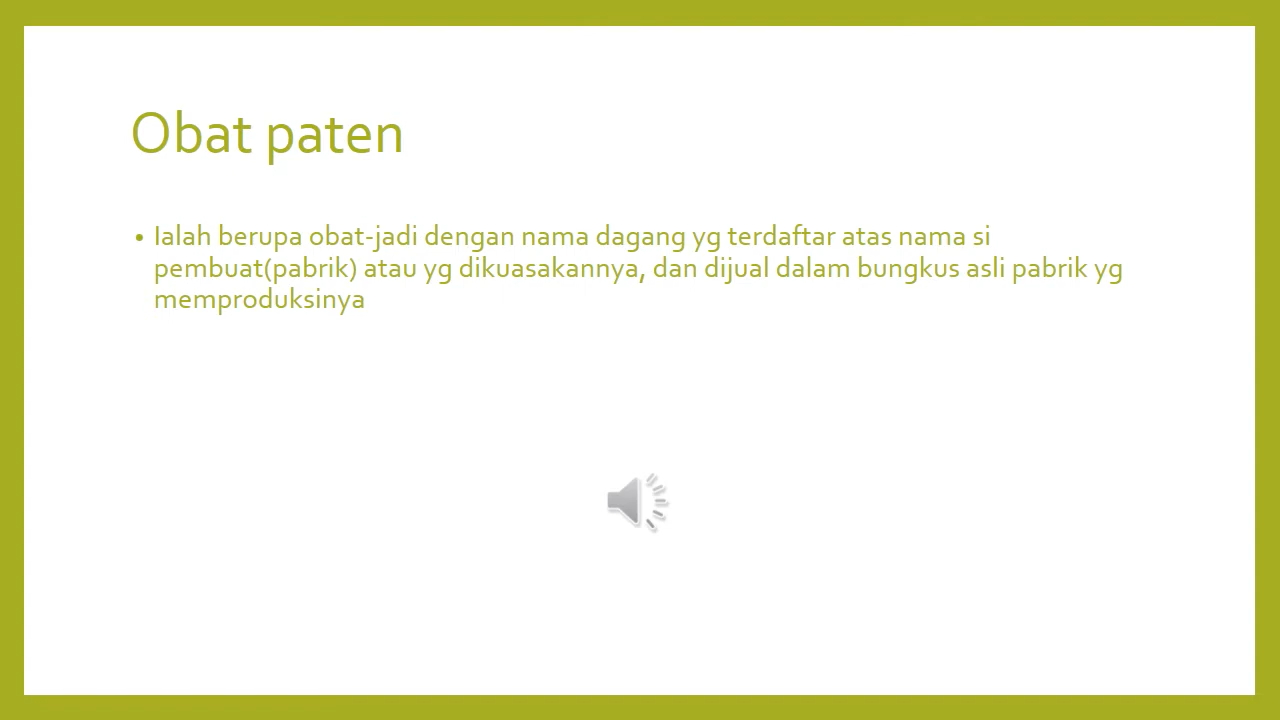 Obat paten
• Ialah berupa obat-jadi dengan nama dagang yg terdaftar atas nama si
pembuat(pabrik) atau yg dikuasakannya, dan dijual dalam bungkus asli pabrik yg
memproduksinya